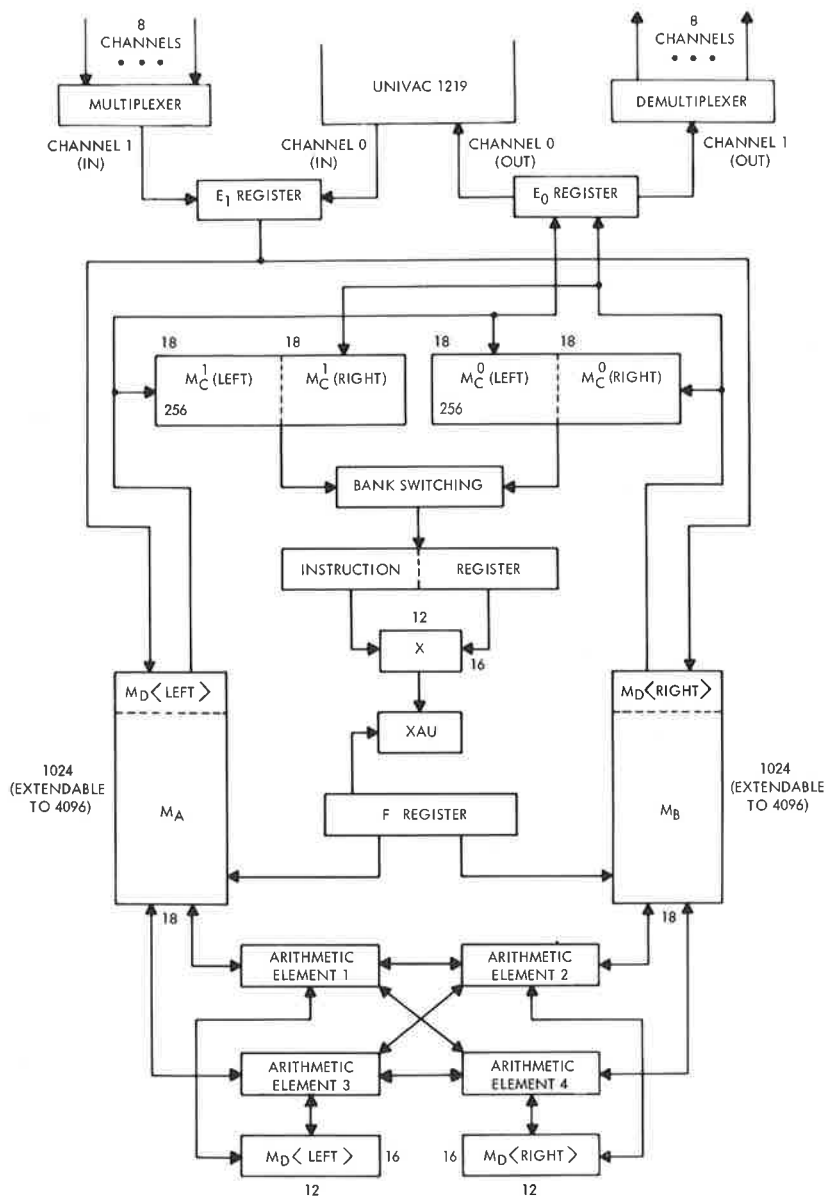 8
CHANNELS
• • •
MULTIPLEXER
CHANNEL 1
(IN)
UNIVAC 1219
CHANNEL 0
(IN)
CHANNEL 0
(OUT)
8
CHANNELS
• • •
DEMULTIPLEXER
CHANNEL 1
(OUT)
E1 REGISTER
E0 REGISTER
18
18
MC1 (LEFT)
MC1 (RIGHT)
256
18
18
MC0 (LEFT)
MC0 (RIGHT)
256
BANK SWITCHING
INSTRUCTION REGISTER
12
X
16
XAU
F REGISTER
MD< LEFT >
1024
(EXTENDABLE
TO 4096)
MA
18
MD<RIGHT>
1024
(EXTENDABLE
TO 4096)
MB
18
ARITHMETIC
ELEMENT 1
ARITHMETIC
ELEMENT 2
ARITHMETIC
ELEMENT 3
ARITHMETIC
ELEMENT 4
MD< LEFT >
16
12
16
MD< RIGHT >
12